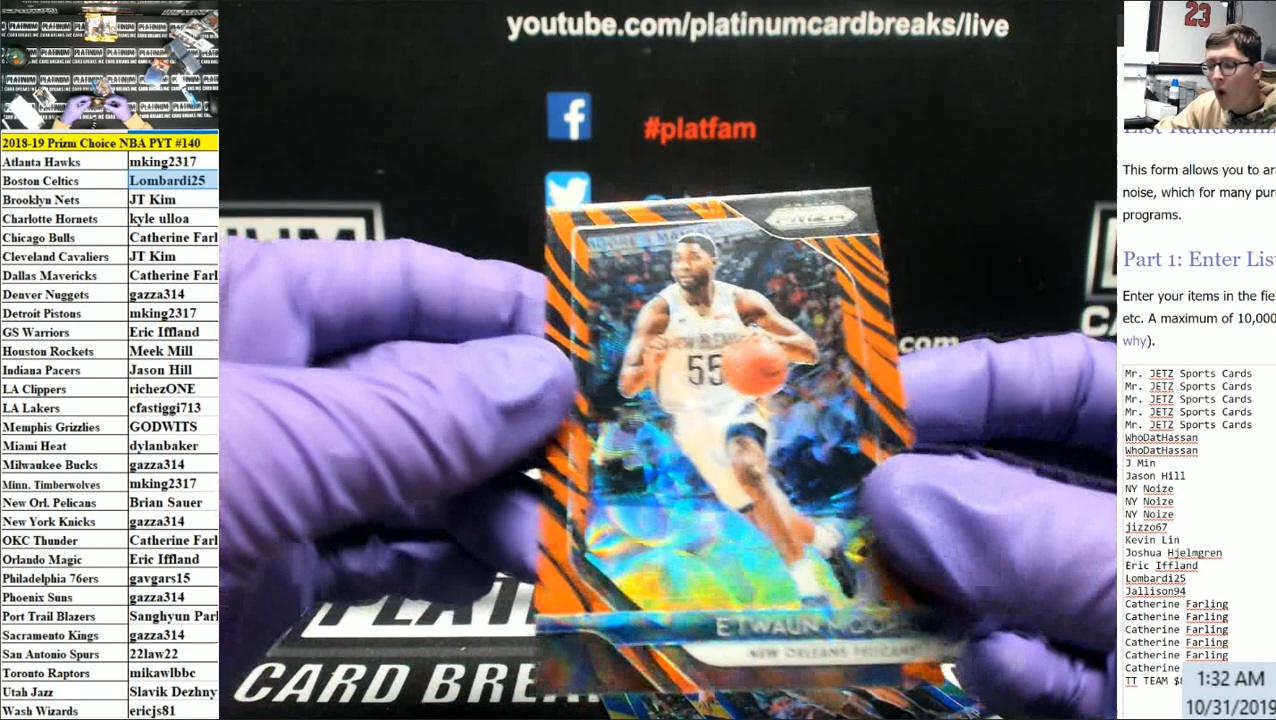 youtube.com/platinumcardbreaks/live
#platfam
2018-19 Prizm Choice NBA PYT #140
Atlanta Hawks mking2317
Boston Celtics Lombardi25
Brooklyn Nets JT Kim
Charlotte Hornets kyle ulloa
Chicago Bulls Catherine Farl
Cleveland Cavaliers JT Kim
Dallas Mavericks Catherine Farl
Denver Nuggets gazza314
Detroit Pistons mking2317
GS Warriors Eric Iffland
Houston Rockets Meek Mill
Indiana Pacers Jason Hill
LA Clippers richezONE
LA Lakers cfastiggi713
Memphis Grizzlies GODWITS
Miami Heat dylanbaker
Milwaukee Bucks gazza314
Minn. Timberwolves mking2317
New Orl. Pelicans Brian Sauer
New York Knicks gazza314
OKC Thunder Catherine Farl
Orlando Magic Eric Iffland
Philadelphia 76ers gavgars15
Phoenix Suns gazza314
Port Trail Blazers Sanghyun Par
Sacramento Kings gazza314
San Antonio Spurs 22law22
Toronto Raptors mikawlbbc
Utah Jazz Slavik Dezhny
Wash Wizards ericjs81
PRIZM
55
NEW ORLEANS PELICANS
CARD BRE
23
This form allows you to ar
noise, which for many pur
programs.
Part 1: Enter Lis
Enter your items in the fie
etc. A maximum of 10,000
why).
Mr. JETZ Sports Cards
Mr. JETZ Sports Cards
Mr. JETZ Sports Cards
Mr. JETZ Sports Cards
Mr. JETZ Sports Cards
WhoDatHassan
WhoDatHassan
J Min
Jason Hill
NY Noize
NY Noize
NY Noize
jizzo67
Kevin Lin
Joshua Hjelmgren
Eric Iffland
Lombardi25
Jallison94
Catherine Farling
Catherine Farling
Catherine Farling
Catherine Farling
Catherine Farling
Catherine
TT TEAM $
1:32 AM
10/31/2019